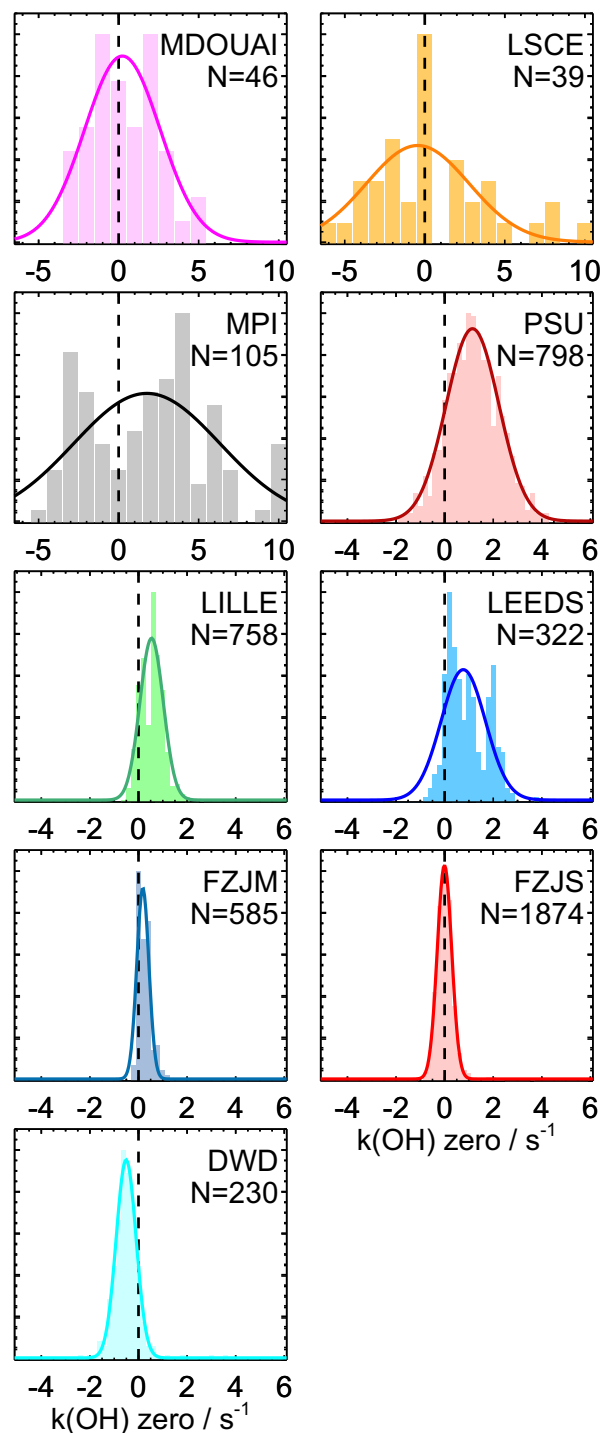 MDOUAI
N=46
-5 0 5 10
LSCE
N=39
-5 0 5 10
MPI
N=105
-5 0 5 10
PSU
N=798
-4 -2 0 2 4 6
LILLE
N=758
-4 -2 0 2 4 6
LEEDS
N=322
-4 -2 0 2 4 6
FZJM
N=585
-4 -2 0 2 4 6
FZJS
N=1874
-4 -2 0 2 4 6
k(OH) zero / s⁻¹
DWD
N=230
-4 -2 0 2 4 6
k(OH) zero / s⁻¹